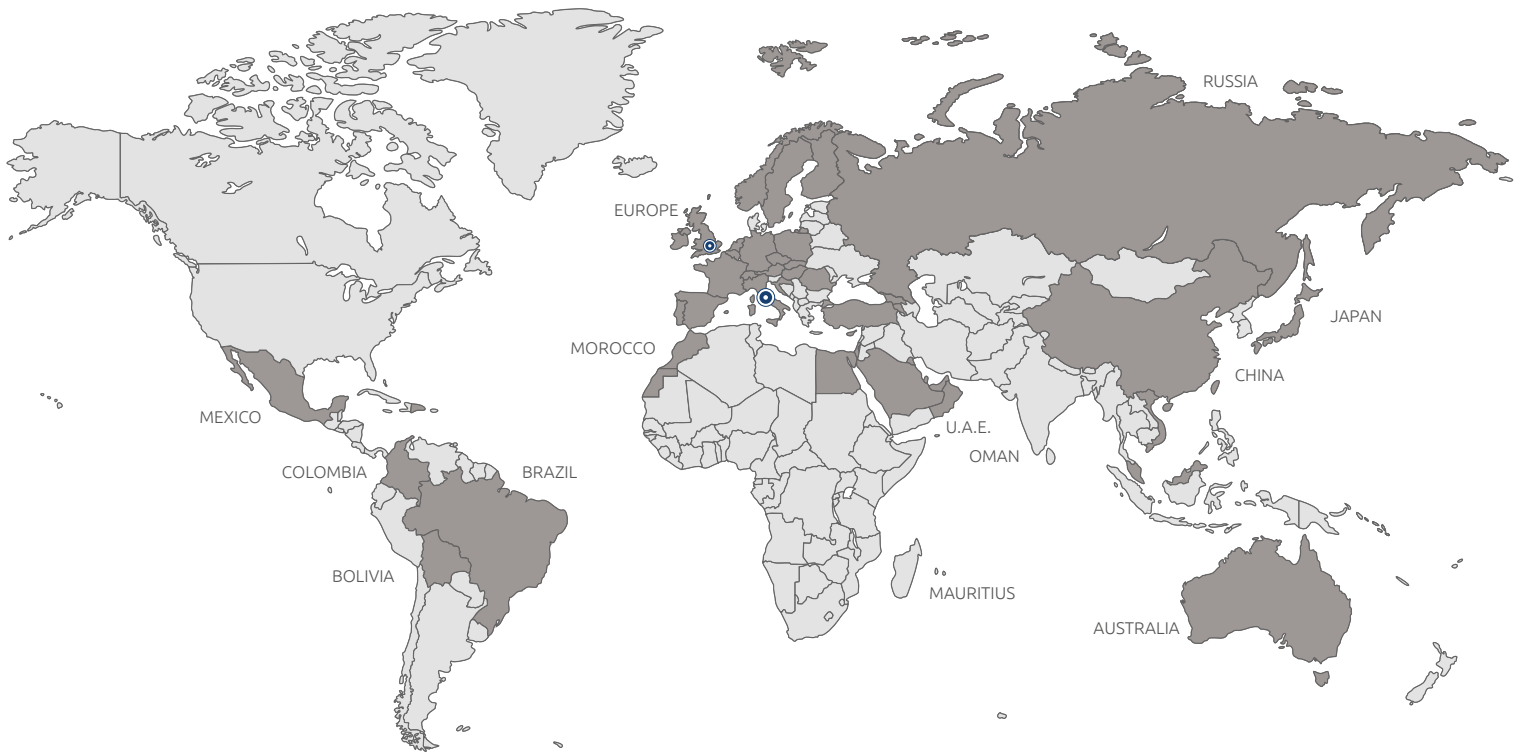 RUSSIA
EUROPE
JAPAN
MOROCCO
CHINA
MEXICO
U.A.E.
OMAN
COLOMBIA
BRAZIL
BOLIVIA
MAURITIUS
AUSTRALIA